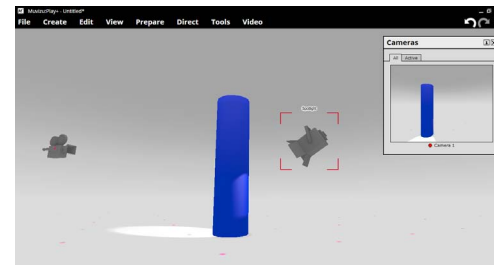 MuvizuPlay+ - Untitled*
File Create Edit View Prepare Direct Tools Video
Cameras
All Active
Camera 1